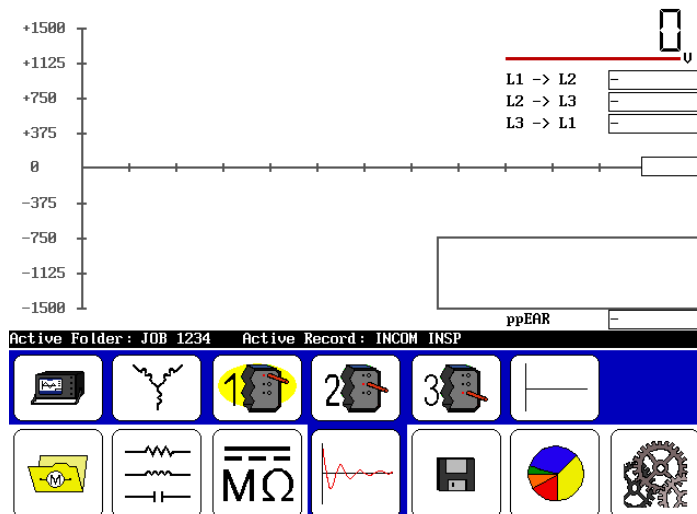 +1500
0
V
+1125
L1 -> L2 -
+750
L2 -> L3 -
+375
L3 -> L1 -
0
-375
-750
-1125
-1500
ppEAR -
Active Folder: JOB 1234 Active Record: INCOM INSP
1 2 3
M MΩ